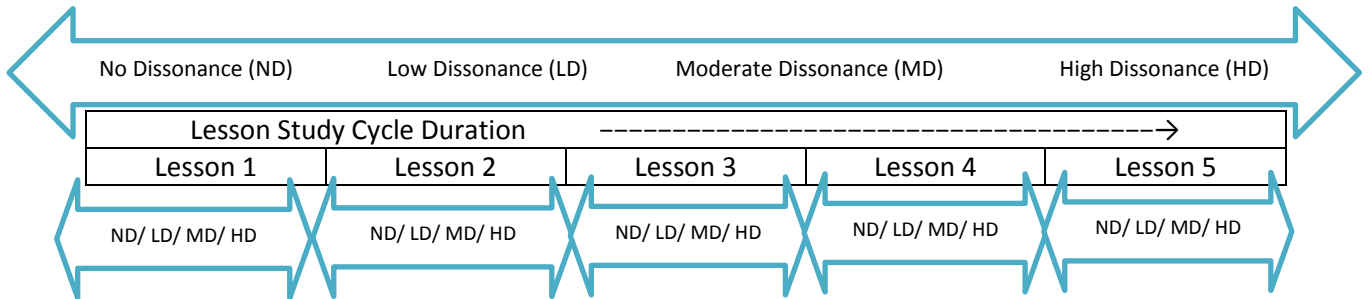 No Dissonance (ND) Low Dissonance (LD) Moderate Dissonance (MD) High Dissonance (HD)
Lesson Study Cycle Duration --------------------------------------→
Lesson 1 Lesson 2 Lesson 3 Lesson 4 Lesson 5
ND/ LD/ MD/ HD ND/ LD/ MD/ HD ND/ LD/ MD/ HD ND/ LD/ MD/ HD ND/ LD/ MD/ HD